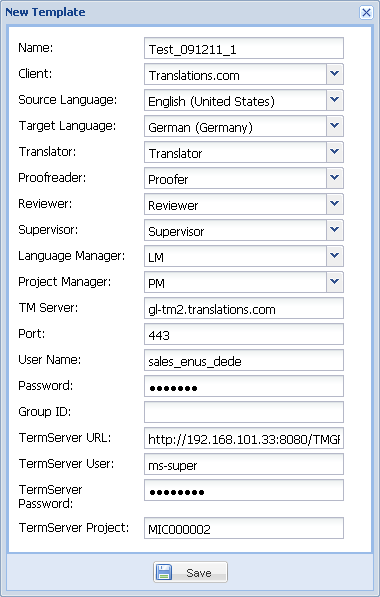 New Template
Name: Test_091211_1
Client: Translations.com
Source Language: English (United States)
Target Language: German (Germany)
Translator: Translator
Proofreader: Proofer
Reviewer: Reviewer
Supervisor: Supervisor
Language Manager: LM
Project Manager: PM
TM Server: gl-tm2.translations.com
Port: 443
User Name: sales_enus_dede
Password: ●●●●●●●
Group ID:
TermServer URL: http://192.168.101.33:8080/TMG
TermServer User: ms-super
TermServer
Password: ●●●●●●●●
TermServer Project: MIC000002
Save